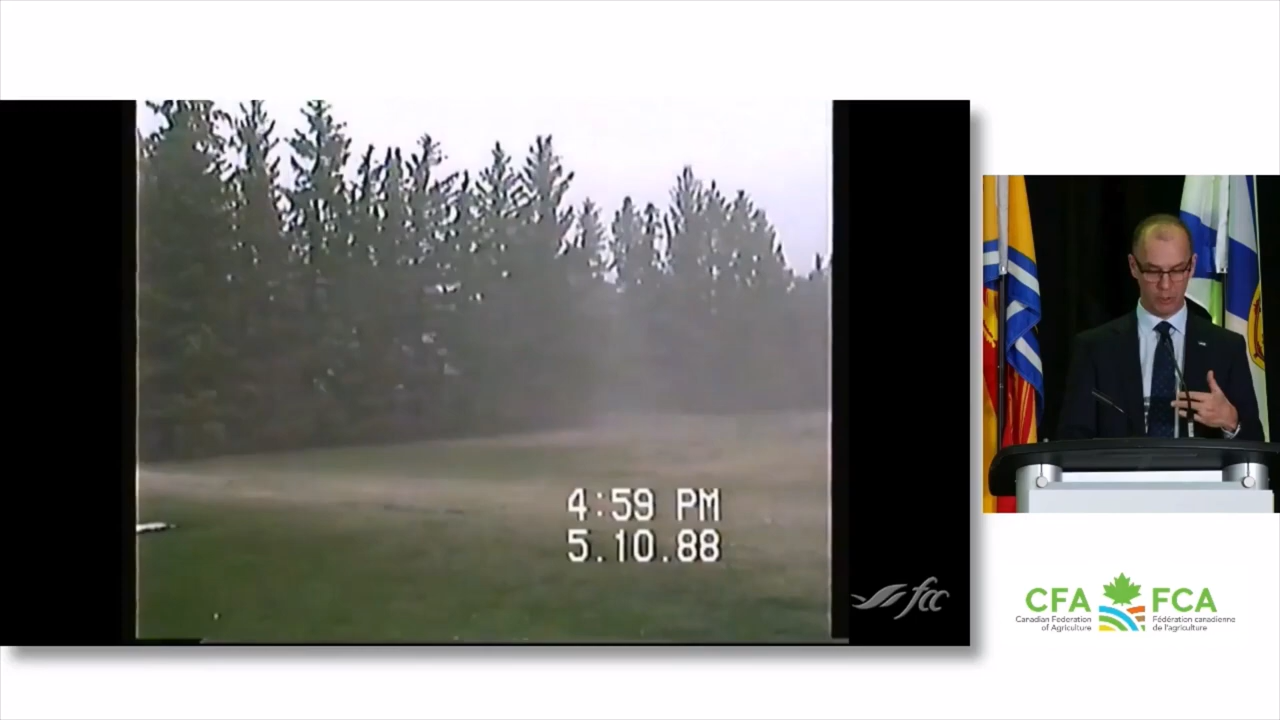 4:59 PM
5.10.88
fcc
CFA FCA
Canadian Federation of Agriculture
Fédération canadienne de l'agriculture